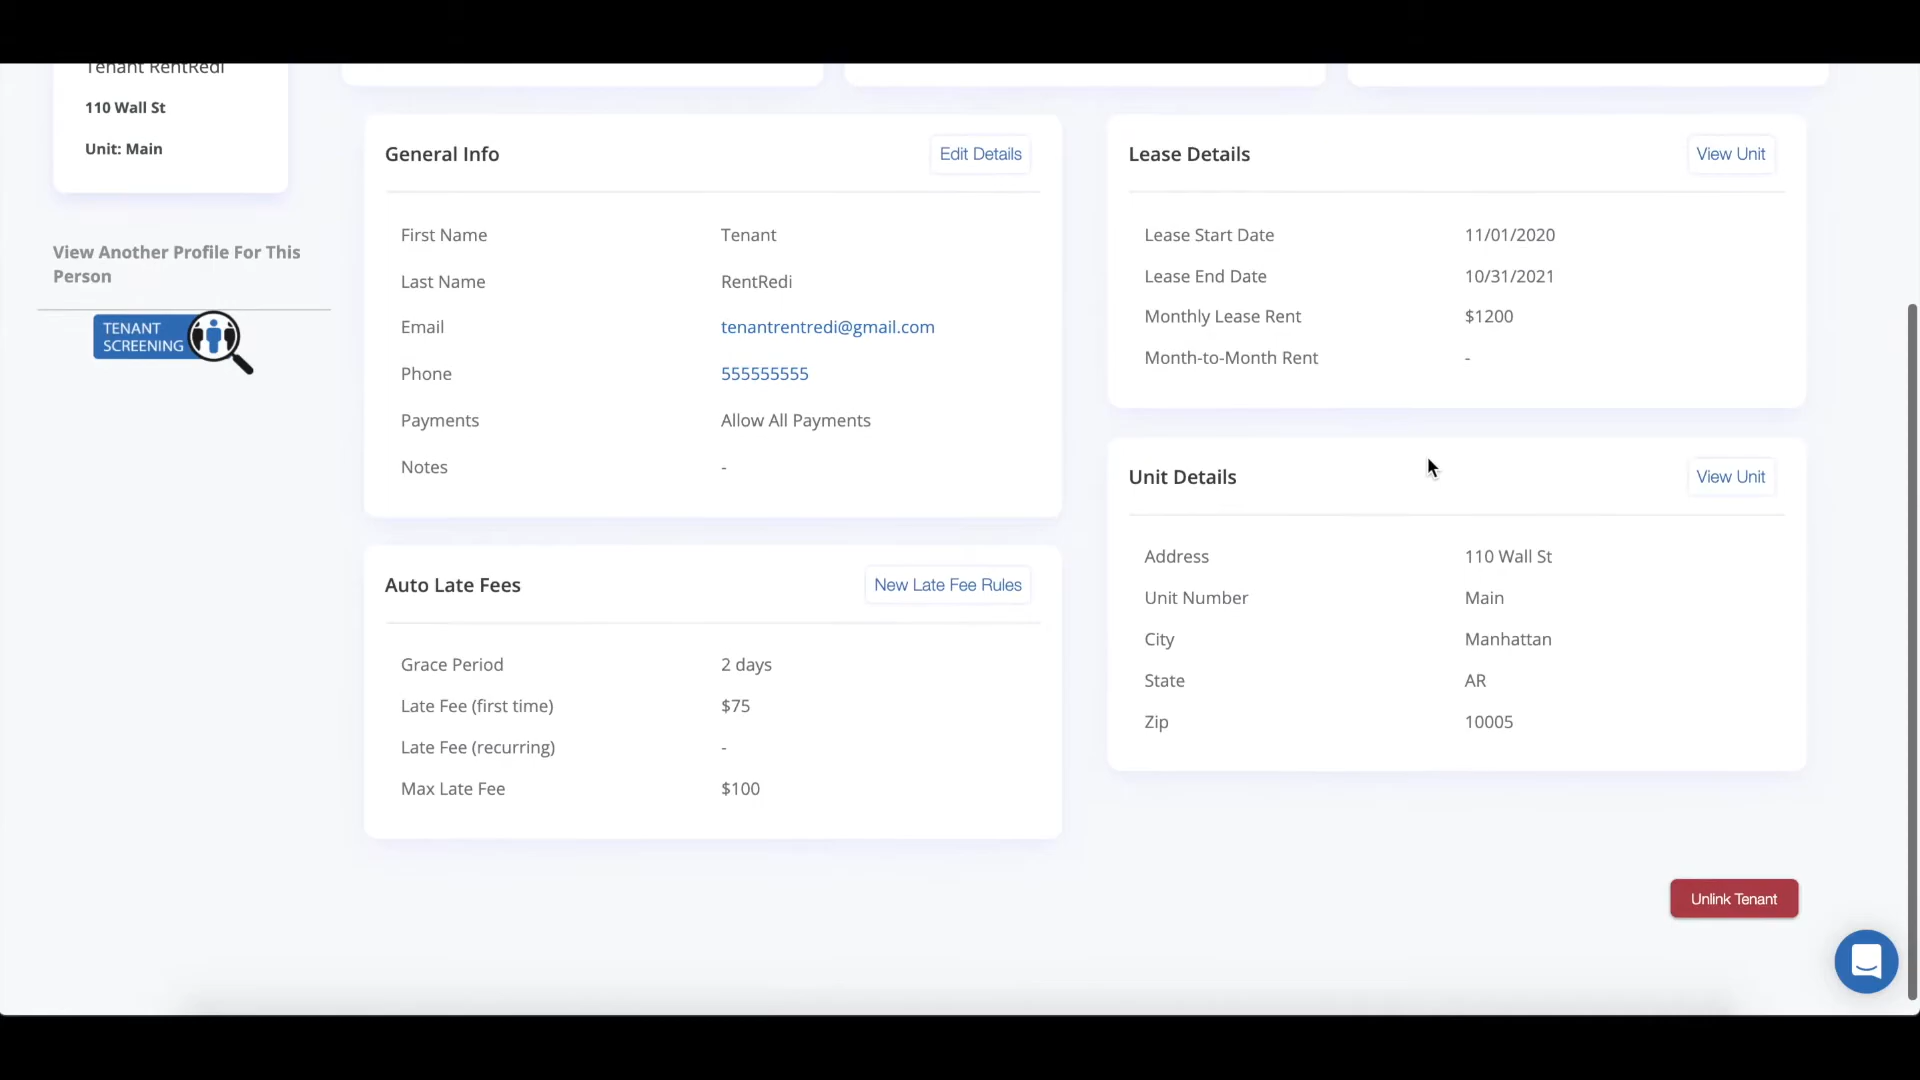 Tenant RentRedi
110 Wall St
Unit: Main
View Another Profile For This
Person
TENANT
SCREENING
General Info
Edit Details
First Name Tenant
Last Name RentRedi
Email tenantrentredi@gmail.com
Phone 555555555
Payments Allow All Payments
Notes -
Auto Late Fees
New Late Fee Rules
Grace Period 2 days
Late Fee (first time) $75
Late Fee (recurring) -
Max Late Fee $100
Lease Details
View Unit
Lease Start Date 11/01/2020
Lease End Date 10/31/2021
Monthly Lease Rent $1200
Month-to-Month Rent -
Unit Details
View Unit
Address 110 Wall St
Unit Number Main
City Manhattan
State AR
Zip 10005
Unlink Tenant